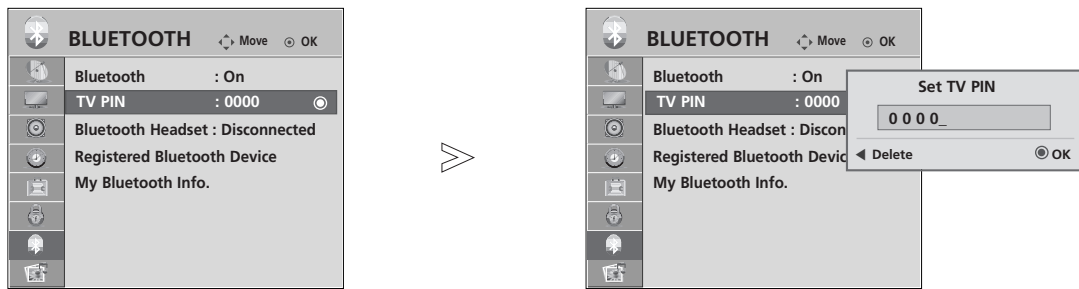 BLUETOOTH Move OK
Bluetooth : On
TV PIN : 0000
Bluetooth Headset : Disconnected
Registered Bluetooth Device
My Bluetooth Info.
BLUETOOTH Move OK
Bluetooth : On
TV PIN : 0000
Bluetooth Headset : Discon
Registered Bluetooth Devic
My Bluetooth Info.
Set TV PIN
0 0 0 0_
Delete OK